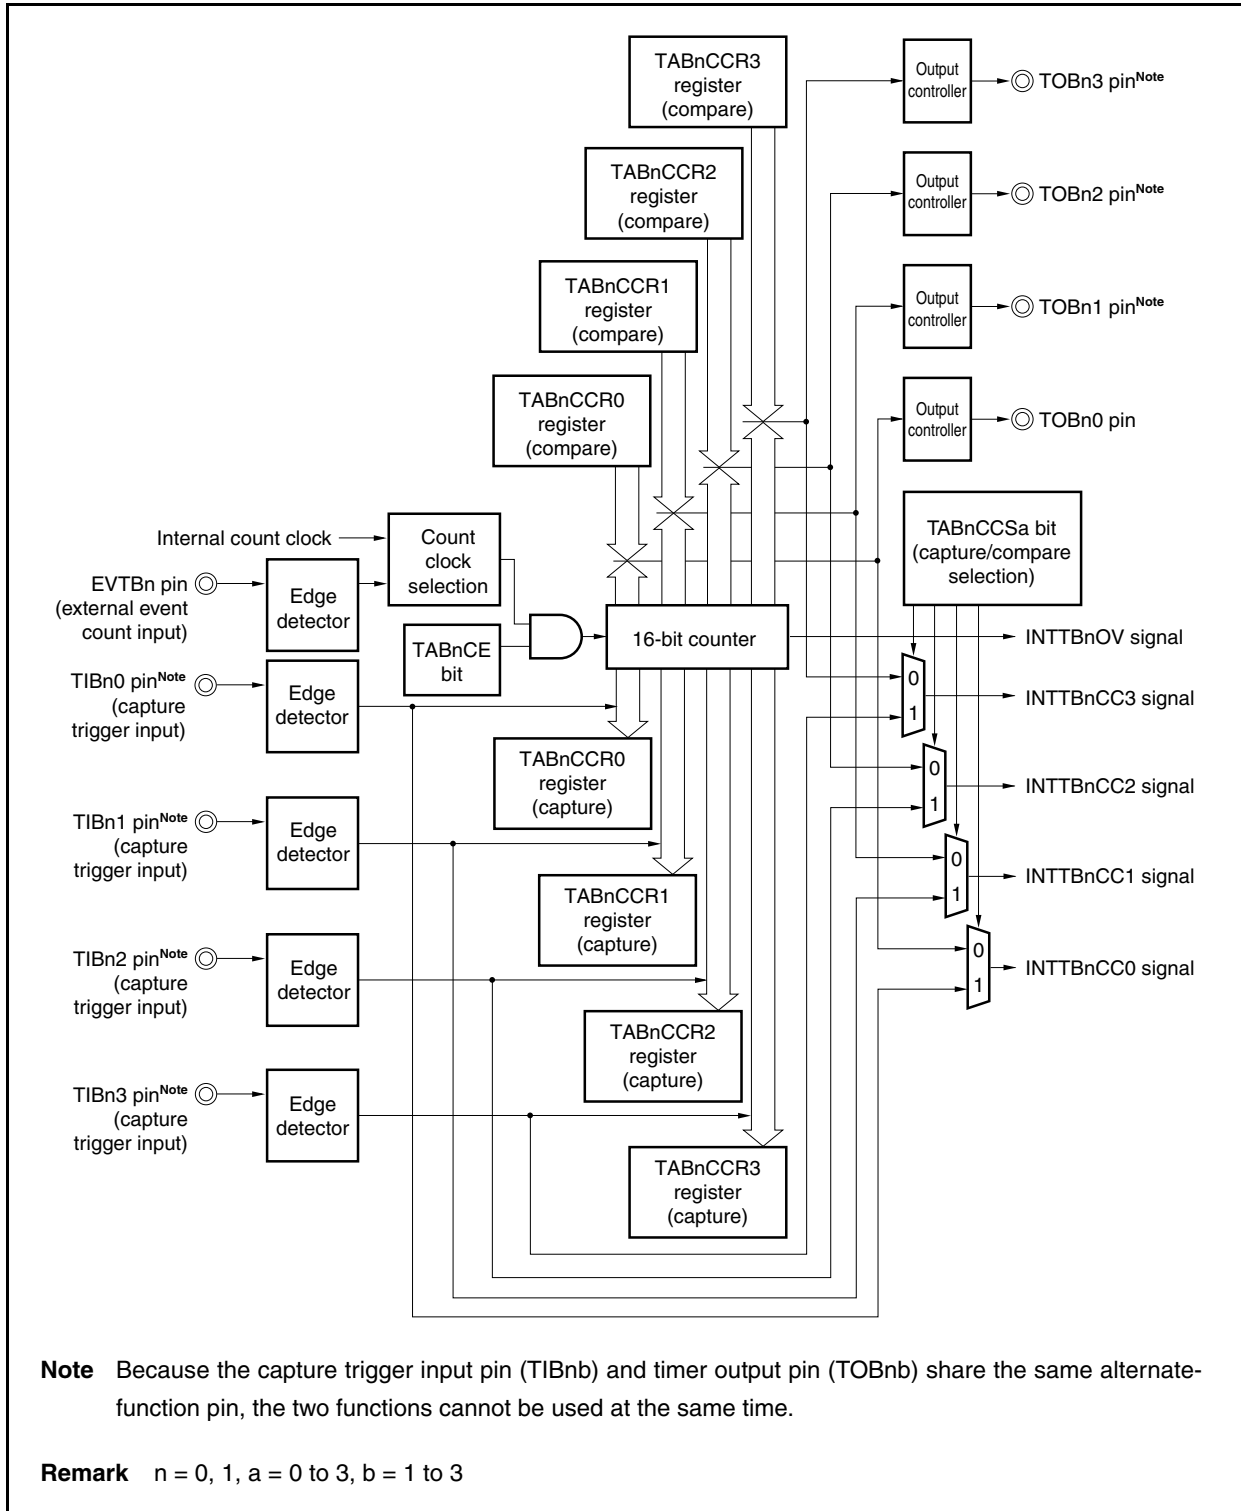 TABnCCR3
register
(compare)
Output
controller
TOBn3 pinNote
TABnCCR2
register
(compare)
Output
controller
TOBn2 pinNote
TABnCCR1
register
(compare)
Output
controller
TOBn1 pinNote
TABnCCR0
register
(compare)
Output
controller
TOBn0 pin
TABnCCSa bit
(capture/compare
selection)
Internal count clock
Count
clock
selection
EVTBn pin
(external event
count input)
Edge
detector
TABnCE
bit
16-bit counter
INTTBnOV signal
TIBn0 pinNote
(capture
trigger input)
Edge
detector
0
1
INTTBnCC3 signal
TABnCCR0
register
(capture)
0
1
INTTBnCC2 signal
TIBn1 pinNote
(capture
trigger input)
Edge
detector
0
1
INTTBnCC1 signal
TABnCCR1
register
(capture)
0
1
INTTBnCC0 signal
TIBn2 pinNote
(capture
trigger input)
Edge
detector
TABnCCR2
register
(capture)
TIBn3 pinNote
(capture
trigger input)
Edge
detector
TABnCCR3
register
(capture)
Note Because the capture trigger input pin (TIBnb) and timer output pin (TOBnb) share the same alternate-
function pin, the two functions cannot be used at the same time.
Remark n = 0, 1, a = 0 to 3, b = 1 to 3